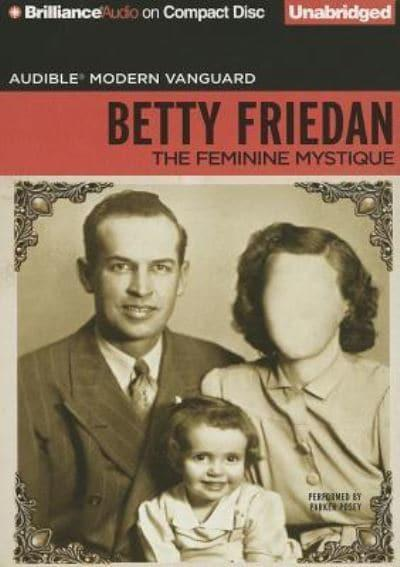 BrillianceAudio on Compact Disc Unabridged
AUDIBLE® MODERN VANGUARD
BETTY FRIEDAN
THE FEMININE MYSTIQUE
PERFORMED BY
PARKER POSEY